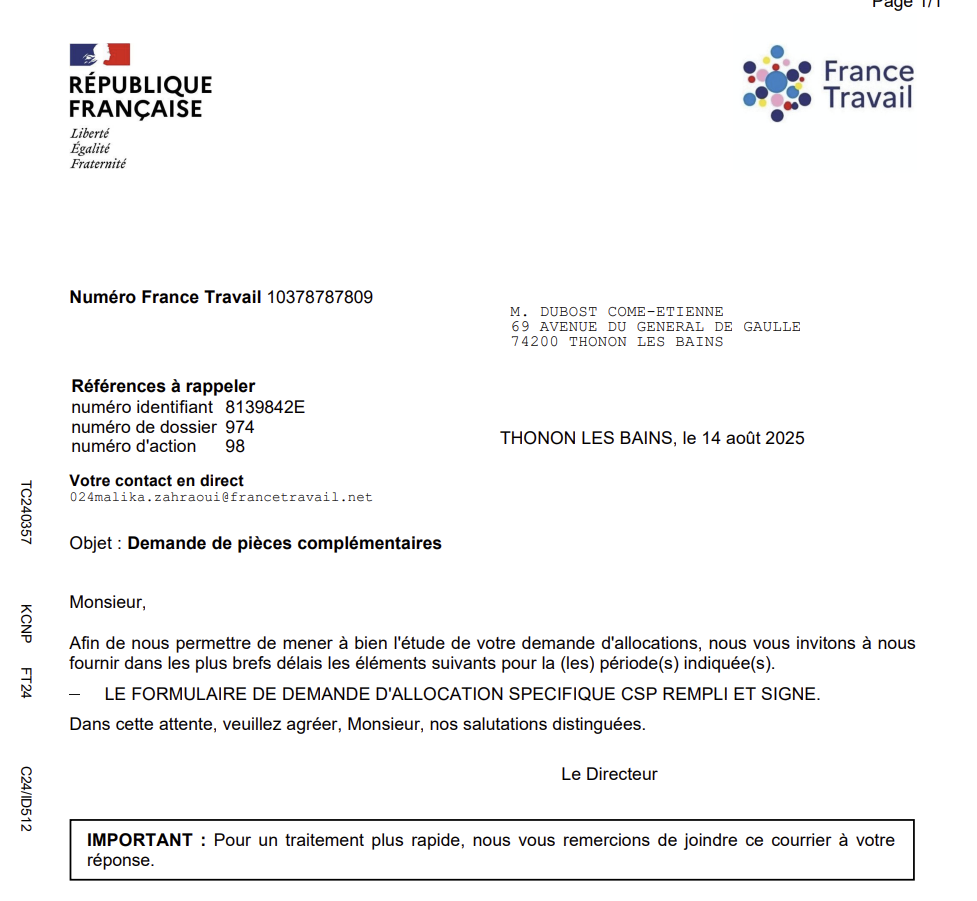 Page 1/1
RÉPUBLIQUE
FRANÇAISE
Liberté
Égalité
Fraternité
France
Travail
Numéro France Travail 10378787809
M. DUBOST COME-ETIENNE
69 AVENUE DU GENERAL DE GAULLE
74200 THONON LES BAINS
Références à rappeler
numéro identifiant 8139842E
numéro de dossier 974
numéro d'action 98
THONON LES BAINS, le 14 août 2025
Votre contact en direct
024malika.zahraoui@francetravail.net
Objet : Demande de pièces complémentaires
Monsieur,
Afin de nous permettre de mener à bien l'étude de votre demande d'allocations, nous vous invitons à nous
fournir dans les plus brefs délais les éléments suivants pour la (les) période(s) indiquée(s).
– LE FORMULAIRE DE DEMANDE D'ALLOCATION SPECIFIQUE CSP REMPLI ET SIGNE.
Dans cette attente, veuillez agréer, Monsieur, nos salutations distinguées.
Le Directeur
IMPORTANT : Pour un traitement plus rapide, nous vous remercions de joindre ce courrier à votre
réponse.
TC240357 KCNP FT24 C24/ID512